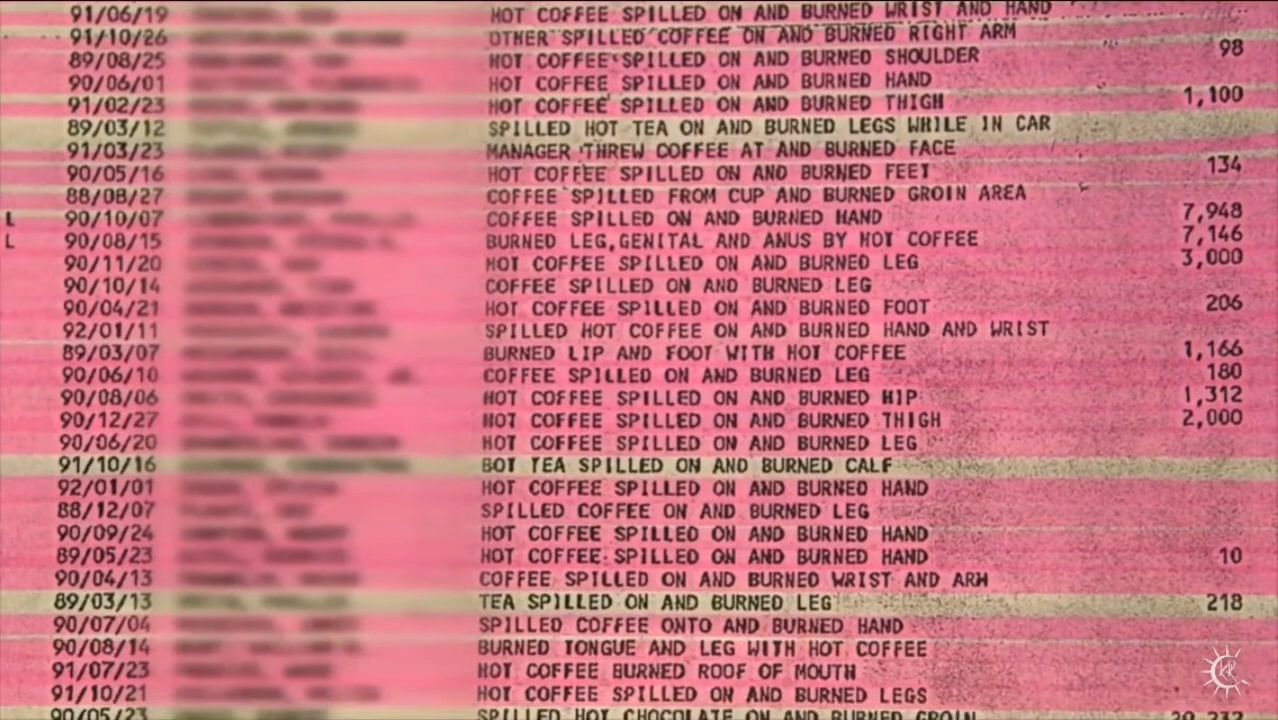 91/06/19 HOT COFFEE SPILLED ON AND BURNED WRIST AND HAND
91/10/26 OTHER SPILLED COFFEE ON AND BURNED RIGHT ARM
89/08/25 HOT COFFEE SPILLED ON AND BURNED SHOULDER 98
90/06/01 HOT COFFEE SPILLED ON AND BURNED HAND
91/02/23 HOT COFFEE SPILLED ON AND BURNED THIGH 1,100
89/03/12 SPILLED HOT TEA ON AND BURNED LEGS WHILE IN CAR
91/03/23 MANAGER THREW COFFEE AT AND BURNED FACE
90/05/16 HOT COFFEE SPILLED ON AND BURNED FEET 134
88/08/27 COFFEE SPILLED FROM CUP AND BURNED GROIN AREA
L 90/10/07 COFFEE SPILLED ON AND BURNED HAND 7,948
L 90/08/15 BURNED LEG,GENITAL AND ANUS BY HOT COFFEE 7,146
90/11/20 HOT COFFEE SPILLED ON AND BURNED LEG 3,000
90/10/14 COFFEE SPILLED ON AND BURNED LEG
90/04/21 HOT COFFEE SPILLED ON AND BURNED FOOT 206
92/01/11 SPILLED HOT COFFEE ON AND BURNED HAND AND WRIST
89/03/07 BURNED LIP AND FOOT WITH HOT COFFEE 1,166
90/06/10 COFFEE SPILLED ON AND BURNED LEG 180
90/08/06 HOT COFFEE SPILLED ON AND BURNED HIP 1,312
90/12/27 HOT COFFEE SPILLED ON AND BURNED THIGH 2,000
90/06/20 HOT COFFEE SPILLED ON AND BURNED LEG
91/10/16 BOT TEA SPILLED ON AND BURNED CALF
92/01/01 HOT COFFEE SPILLED ON AND BURNED HAND
88/12/07 SPILLED COFFEE ON AND BURNED LEG
90/09/24 HOT COFFEE SPILLED ON AND BURNED HAND
89/05/23 HOT COFFEE SPILLED ON AND BURNED HAND 10
90/04/13 COFFEE SPILLED ON AND BURNED WRIST AND ARM
89/03/13 TEA SPILLED ON AND BURNED LEG 218
90/07/04 SPILLED COFFEE ONTO AND BURNED HAND
90/08/14 BURNED TONGUE AND LEG WITH HOT COFFEE
91/07/23 HOT COFFEE BURNED ROOF OF MOUTH
91/10/21 HOT COFFEE SPILLED ON AND BURNED LEGS
90/05/23 SPILLED HOT CHOCOLATE ON AND BURNED GROIN